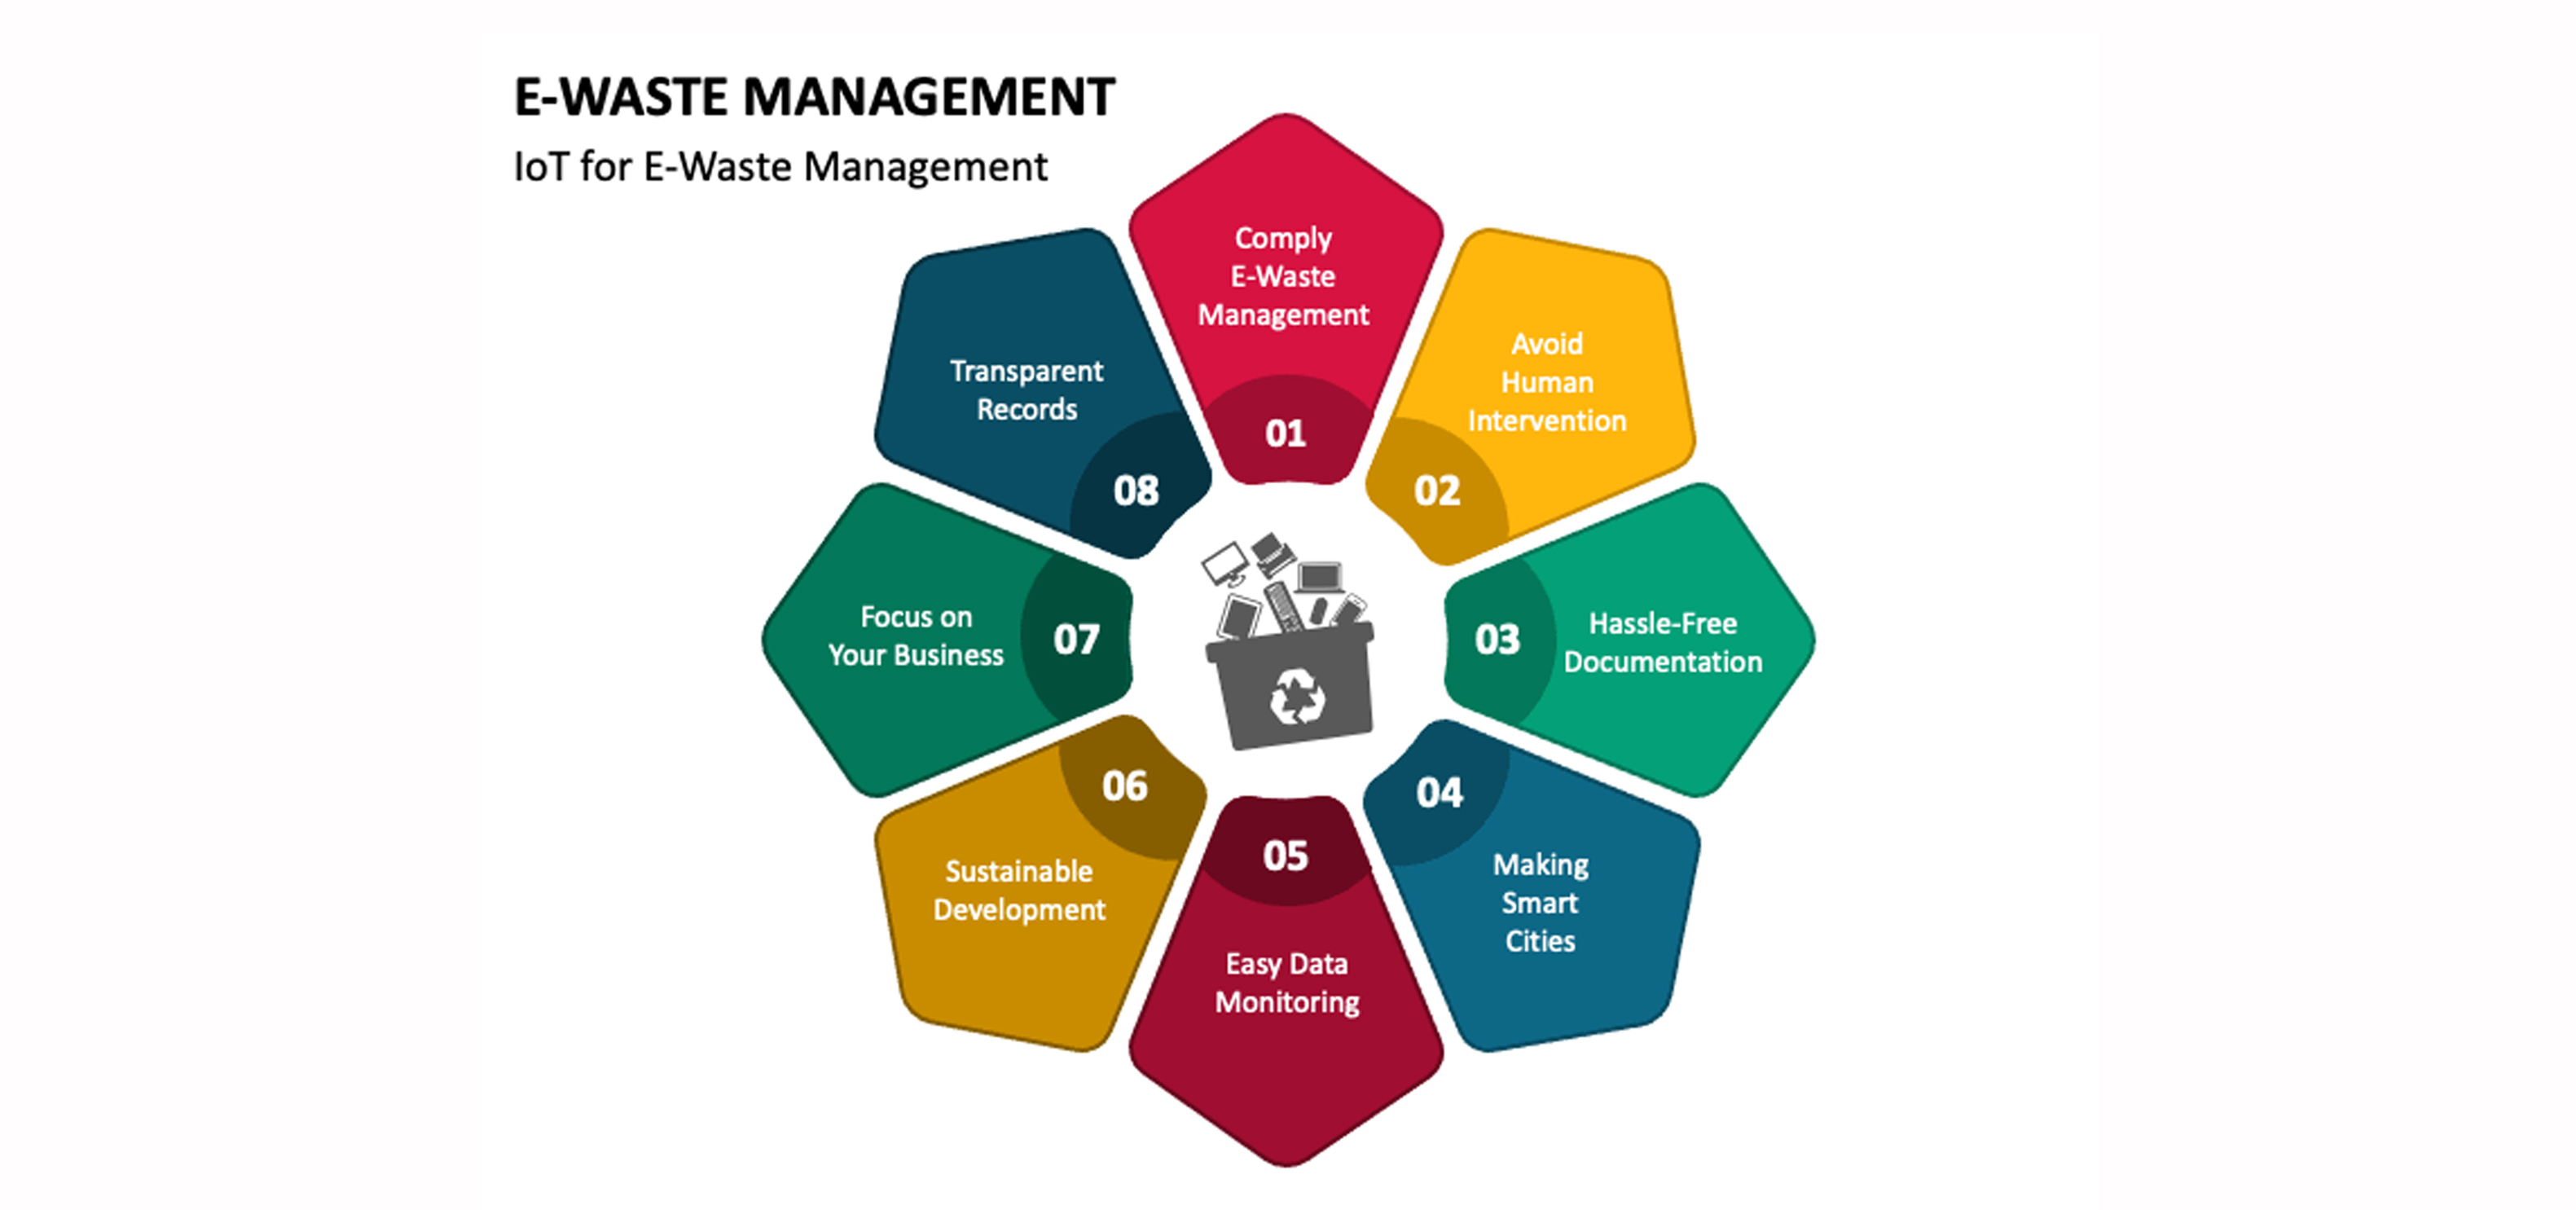 E-WASTE MANAGEMENT
IoT for E-Waste Management
Comply
E-Waste
Management
01
Avoid
Human
Intervention
02
Hassle-Free
Documentation
03
Making
Smart
Cities
04
Easy Data
Monitoring
05
Sustainable
Development
06
Focus on
Your Business
07
Transparent
Records
08